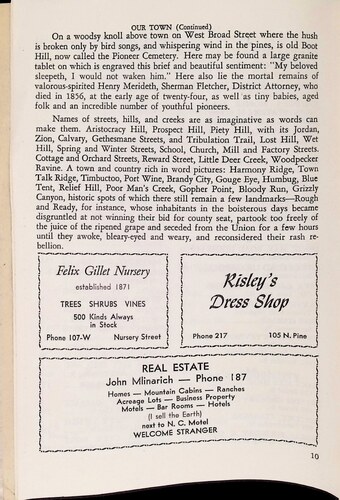 OUR TOWN (Continued)
On a woodsy knoll above town on West Broad Street where the hush
is broken only by bird songs, and whispering wind in the pines, is old Boot
Hill, now called the Pioneer Cemetery. Here may be found a large granite
tablet on which is engraved this brief and beautiful sentiment: "My beloved
sleepeth, I would not waken him." Here also lie the mortal remains of
valorous-spirited Henry Merideth, Sherman Fletcher, District Attorney, who
died in 1856, at the early age of twenty-four, as well as tiny babies, aged
folk and an incredible number of youthful pioneers.
Names of streets, hills, and creeks are as imaginative as words can
make them. Aristocracy Hill, Prospect Hill, Piety Hill, with its Jordan,
Zion, Calvary, Gethesmane Streets, and Tribulation Trail, Lost Hill, Wet
Hill, Spring and Winter Streets, School, Church, Mill and Factory Streets.
Cottage and Orchard Streets, Reward Street, Little Deer Creek, Woodpecker
Ravine. A town and country rich in word pictures: Harmony Ridge, Town
Talk Ridge, Timbuctoo, Port Wine, Brandy City, Gouge Eye, Humbug, Blue
Tent, Relief Hill, Poor Man's Creek, Gopher Point, Bloody Run, Grizzly
Canyon, historic spots of which there still remain a few landmarks—Rough
and Ready, for instance, whose inhabitants in the boisterous days became
disgruntled at not winning their bid for county seat, partook too freely of
the juice of the ripened grape and seceded from the Union for a few hours
until they awoke, bleary-eyed and weary, and reconsidered their rash re-
bellion.
Felix Gillet Nursery
established 1871
TREES SHRUBS VINES
500 Kinds Always
in Stock
Phone 107-W Nursery Street
Risley's
Dress Shop
Phone 217 105 N. Pine
REAL ESTATE
John Mlinarich — Phone 187
Homes — Mountain Cabins — Ranches
Acreage Lots — Business Property
Motels — Bar Rooms — Hotels
(I sell the Earth)
next to N. C. Motel
WELCOME STRANGER
10